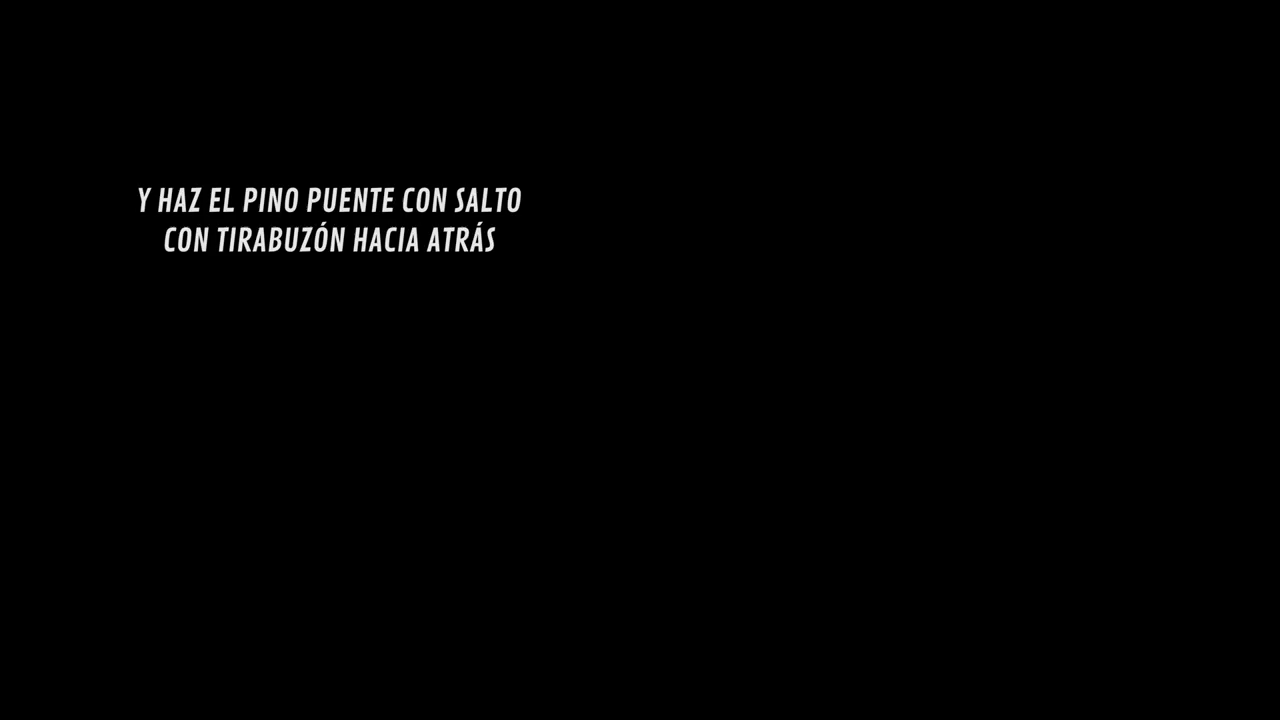 Y HAZ EL PINO PUENTE CON SALTO
CON TIRABUZÓN HACIA ATRÁS